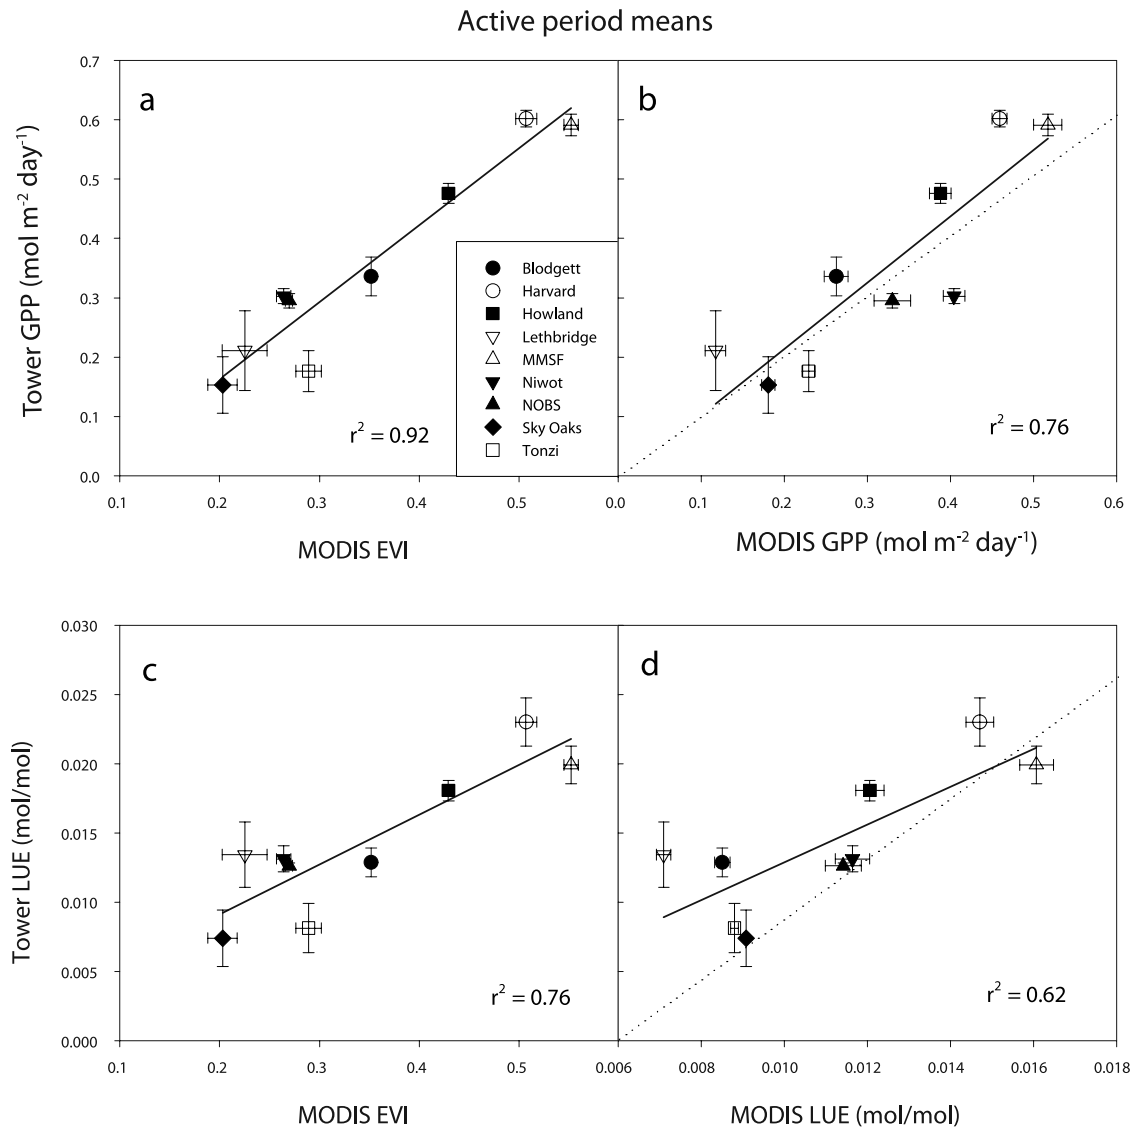 Active period means
a
b
Tower GPP (mol m⁻² day⁻¹)
0.7
0.6
0.5
0.4
0.3
0.2
0.1
0.0
Blodgett
Harvard
Howland
Lethbridge
MMSF
Niwot
NOBS
Sky Oaks
Tonzi
r² = 0.92
r² = 0.76
0.1 0.2 0.3 0.4 0.5 0.0 0.1 0.2 0.3 0.4 0.5 0.6
MODIS EVI
MODIS GPP (mol m⁻² day⁻¹)
c
d
Tower LUE (mol/mol)
0.030
0.025
0.020
0.015
0.010
0.005
0.000
r² = 0.76
r² = 0.62
0.1 0.2 0.3 0.4 0.5 0.006 0.008 0.010 0.012 0.014 0.016 0.018
MODIS EVI
MODIS LUE (mol/mol)